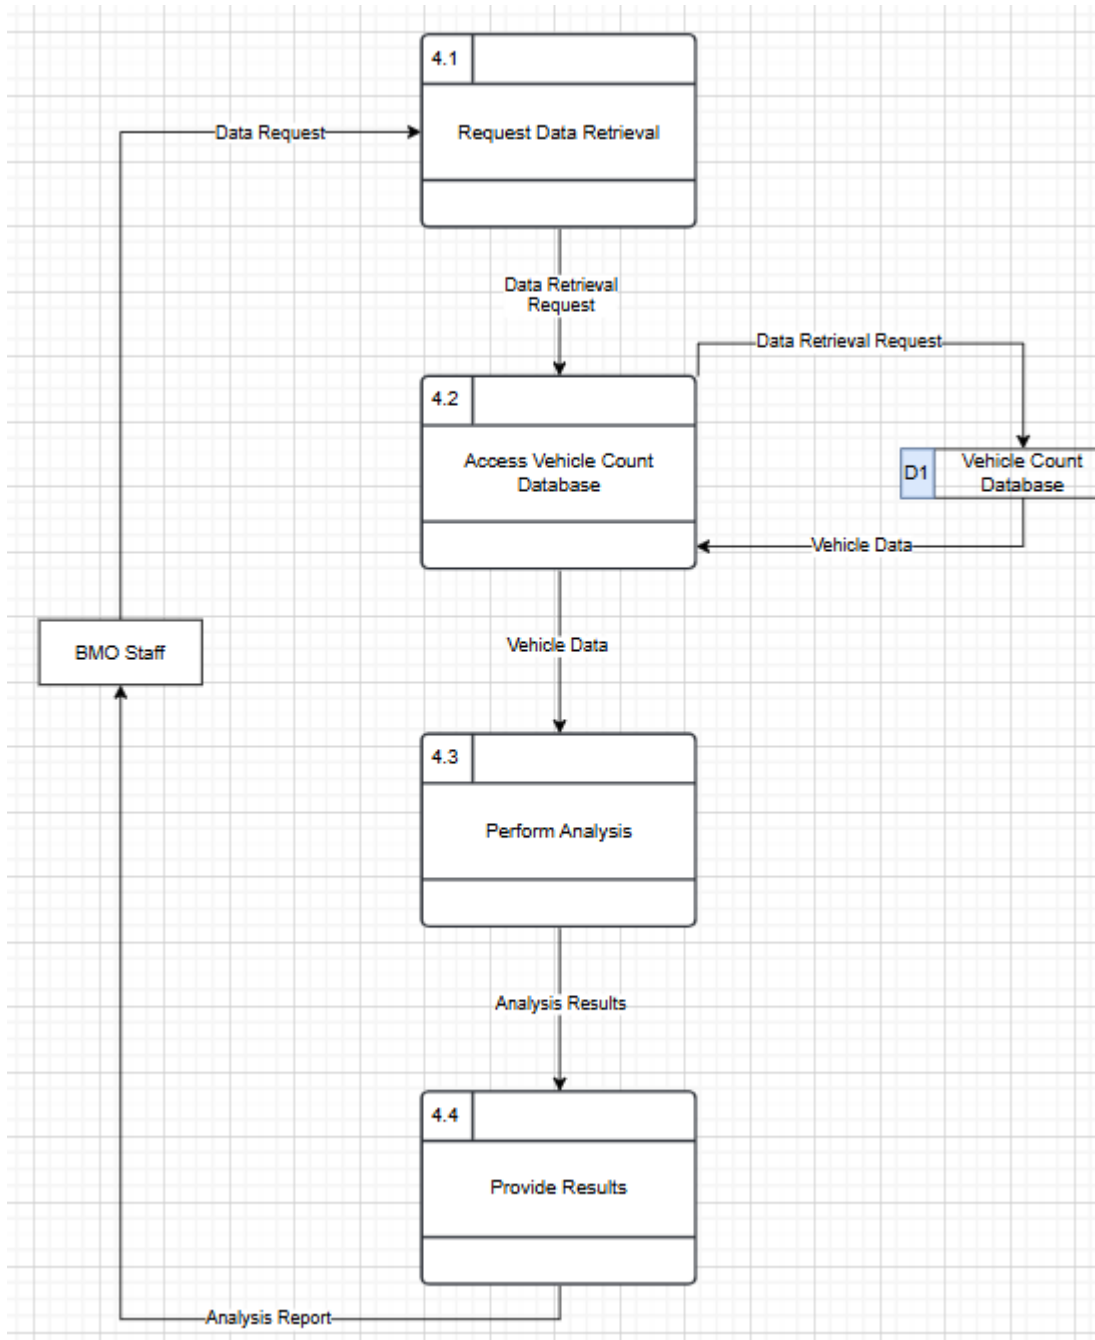 4.1
Data Request
Request Data Retrieval
Data Retrieval
Request
Data Retrieval Request
4.2
Access Vehicle Count
Database
D1
Vehicle Count
Database
Vehicle Data
Vehicle Data
BMO Staff
4.3
Perform Analysis
Analysis Results
4.4
Provide Results
Analysis Report